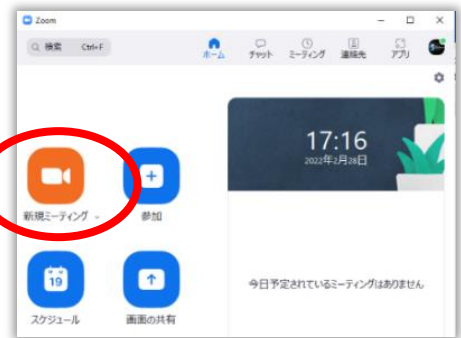 Zoom
検索 Ctrl+F
ホーム チャット ミーティング 連絡先 アプリ
17:16
2022年2月28日
新規ミーティング 参加
19
今日予定されているミーティングはありません
スケジュール 画面の共有